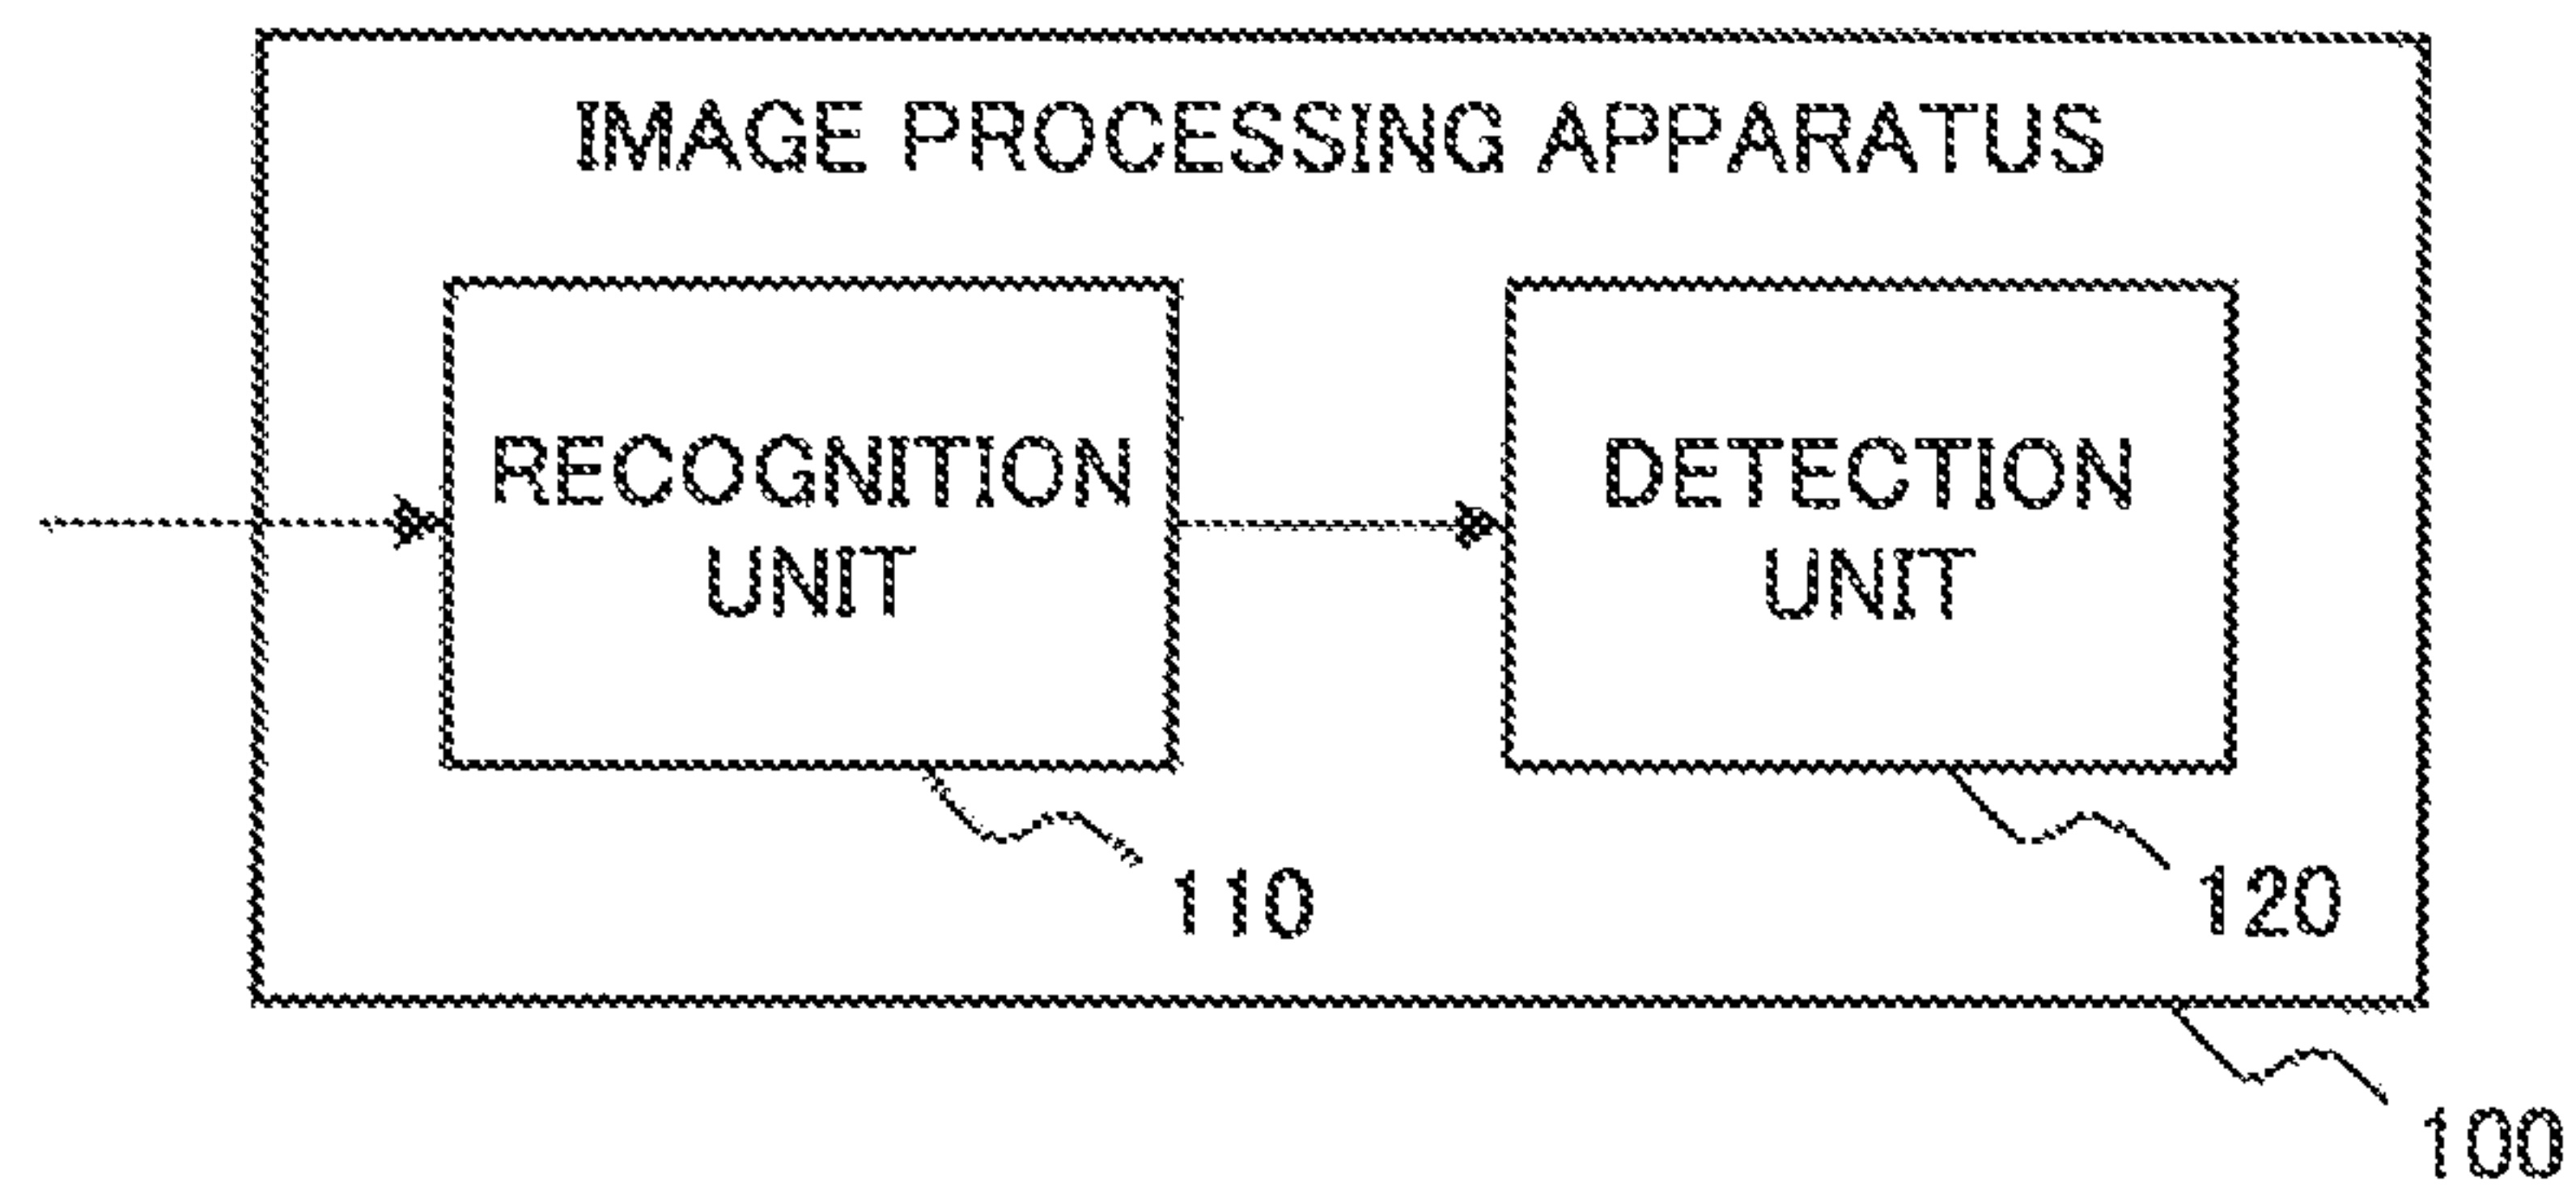 IMAGE PROCESSING APPARATUS
RECOGNITION
UNIT
DETECTION
UNIT
110
120
100